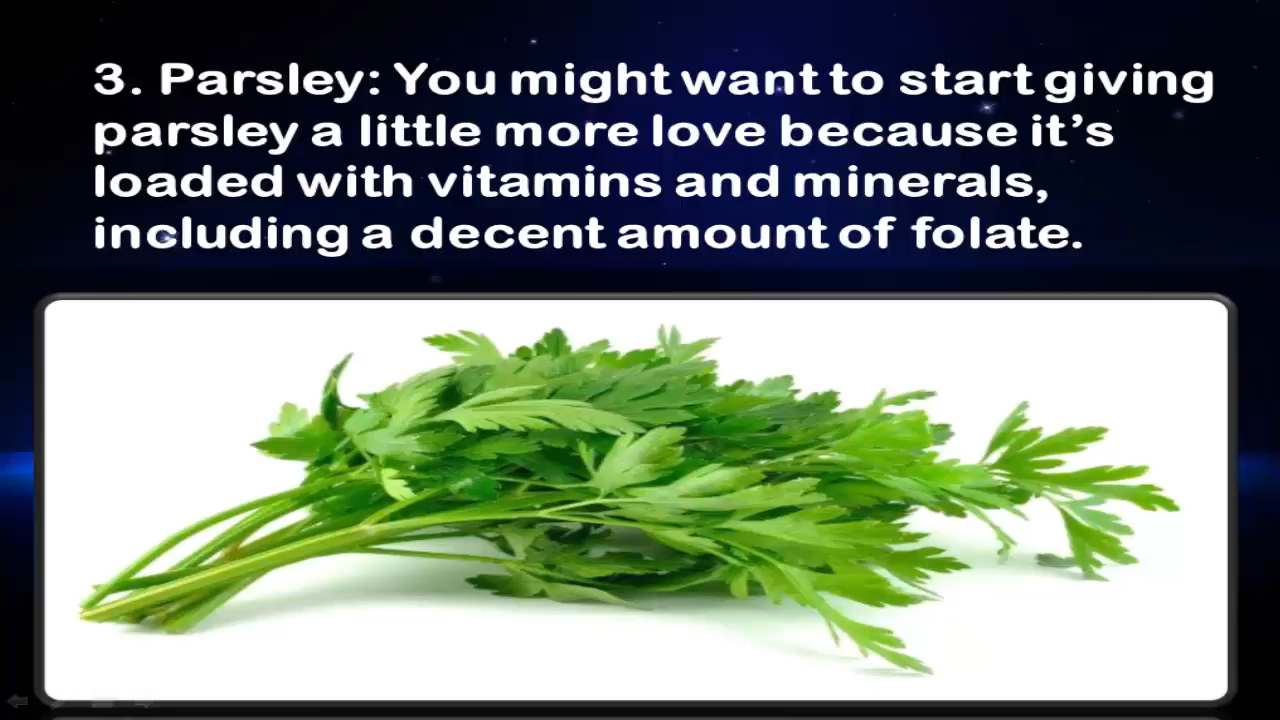 3. Parsley: You might want to start giving
parsley a little more love because it’s
loaded with vitamins and minerals,
including a decent amount of folate.